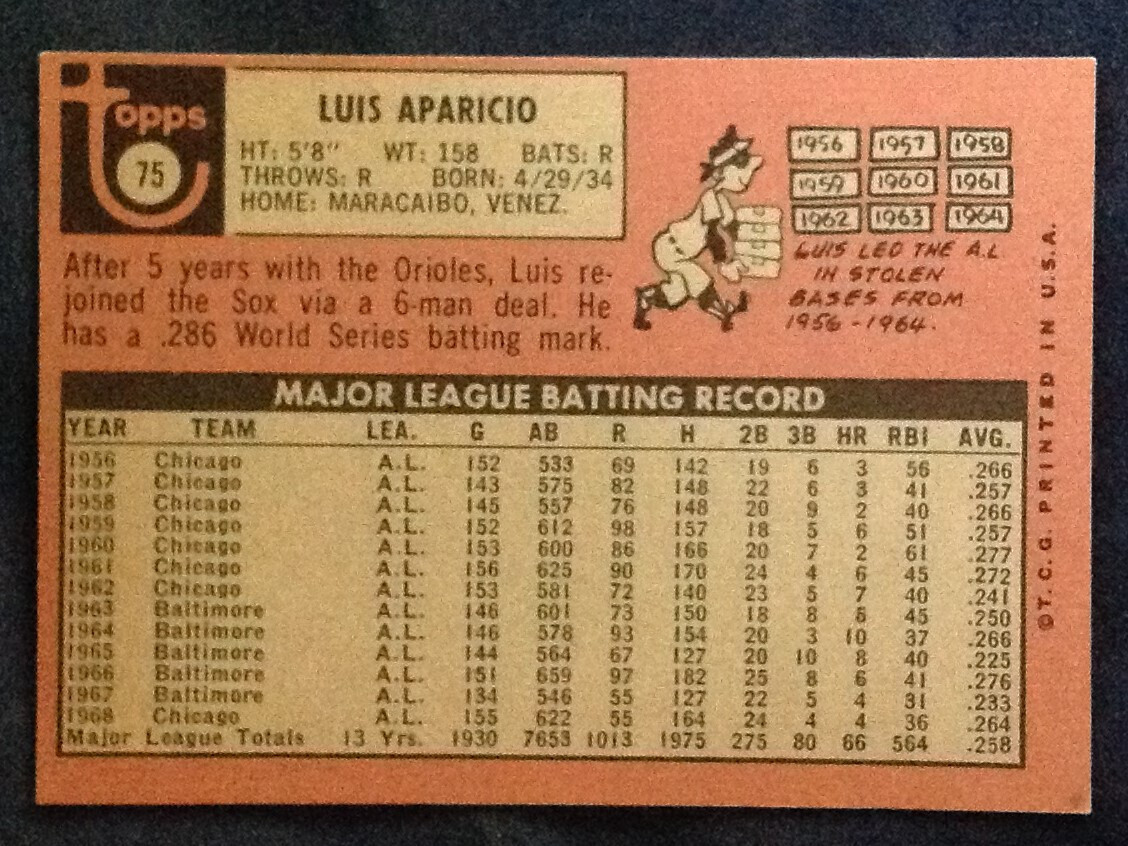 Topps
75
LUIS APARICIO
HT: 5'8" WT: 158 BATS: R
THROWS: R BORN: 4/29/34
HOME: MARACAIBO, VENEZ.
After 5 years with the Orioles, Luis re-
joined the Sox via a 6-man deal. He
has a .286 World Series batting mark.
1956 1957 1958
1959 1960 1961
1962 1963 1964
LUIS LED THE A.L
IN STOLEN
BASES FROM
1956-1964.
MAJOR LEAGUE BATTING RECORD
YEAR TEAM LEA. G AB R H 2B 3B HR RBI AVG.
1956 Chicago A.L. 152 533 69 142 19 6 3 56 .266
1957 Chicago A.L. 143 575 82 148 22 6 3 41 .257
1958 Chicago A.L. 145 557 76 148 20 9 2 40 .266
1959 Chicago A.L. 152 612 98 157 18 5 6 51 .257
1960 Chicago A.L. 153 600 86 166 20 7 2 61 .277
1961 Chicago A.L. 156 625 90 170 24 4 6 45 .272
1962 Chicago A.L. 153 581 72 140 23 5 7 40 .241
1963 Baltimore A.L. 146 601 73 150 18 8 5 45 .250
1964 Baltimore A.L. 146 578 93 154 20 3 10 37 .266
1965 Baltimore A.L. 144 564 67 127 20 10 8 40 .225
1966 Baltimore A.L. 151 659 97 182 25 8 6 41 .276
1967 Baltimore A.L. 134 546 55 127 22 5 4 31 .233
1968 Chicago A.L. 155 622 55 164 24 4 4 36 .264
Major League Totals 13 Yrs. 1930 7653 1013 1975 275 80 66 564 .258
©T. C. G. PRINTED IN U.S.A.